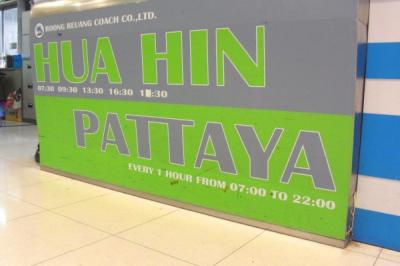 ROONG REUANG COACH CO.,LTD.
HUA HIN
07:30 09:30 13:30 16:30
PATTAYA
EVERY 1 HOUR FROM 07:00 TO 22:00